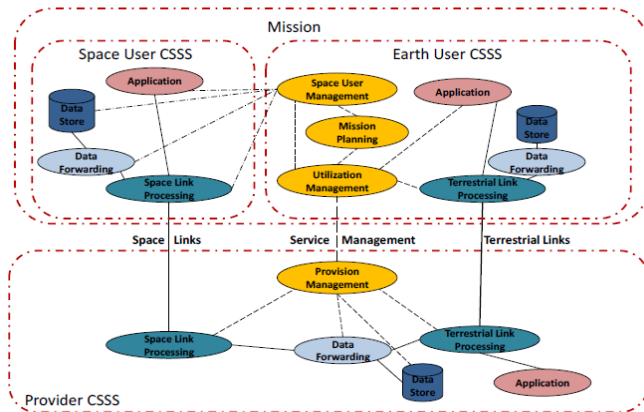 Mission
Space User CSSS
Earth User CSSS
Application
Data
Store
Data
Forwarding
Space Link
Processing
Space User
Management
Mission
Planning
Utilization
Management
Application
Data
Store
Data
Forwarding
Terrestrial Link
Processing
Space Links
Service Management
Terrestrial Links
Provision
Management
Space Link
Processing
Data
Forwarding
Terrestrial Link
Processing
Data
Store
Application
Provider CSSS